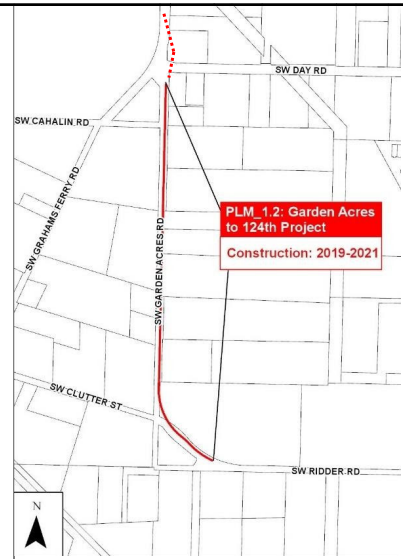 SW DAY RD
SW CAHALIN RD
SW GRAHAMS FERRY RD
PLM_1.2: Garden Acres
to 124th Project
Construction: 2019-2021
SW GARDEN ACRES RD
SW CLUTTER ST
SW RIDDER RD
N